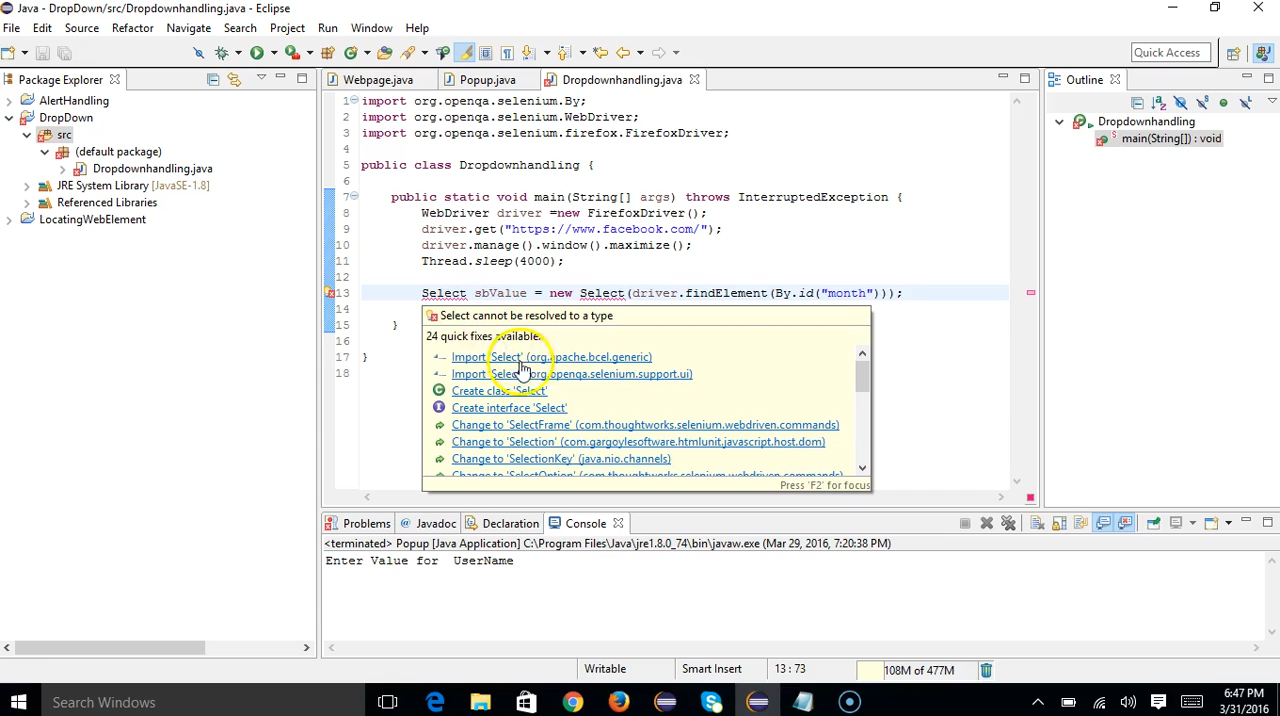 Java - DropDown/src/Dropdownhandling.java - Eclipse
File Edit Source Refactor Navigate Search Project Run Window Help
Quick Access
Package Explorer
Webpage.java
Popup.java
Dropdownhandling.java
Outline
AlertHandling
DropDown
src
(default package)
Dropdownhandling.java
JRE System Library [JavaSE-1.8]
Referenced Libraries
LocatingWebElement
1 import org.openqa.selenium.By;
2 import org.openqa.selenium.WebDriver;
3 import org.openqa.selenium.firefox.FirefoxDriver;
4
5 public class Dropdownhandling {
6
7 public static void main(String[] args) throws InterruptedException {
8 WebDriver driver =new FirefoxDriver();
9 driver.get("https://www.facebook.com/");
10 driver.manage().window().maximize();
11 Thread.sleep(4000);
12
13 Select sbValue = new Select(driver.findElement(By.id("month")));
14
15 }
17 }
18
Select cannot be resolved to a type
24 quick fixes available:
Import 'Select' (org.apache.bcel.generic)
Import 'Select' (org.openqa.selenium.support.ui)
Create class 'Select'
Create interface 'Select'
Change to 'SelectFrame' (com.thoughtworks.selenium.webdriven.commands)
Change to 'Selection' (com.gargoylesoftware.htmlunit.javascript.host.dom)
Change to 'SelectionKey' (java.nio.channels)
Change to 'SelectOption' (com.thoughtworks.selenium.webdriven.commands)
Press 'F2' for focus
Dropdownhandling
main(String[]) : void
Problems
Javadoc
Declaration
Console
<terminated> Popup [Java Application] C:\Program Files\Java\jre1.8.0_74\bin\javaw.exe (Mar 29, 2016, 7:20:38 PM)
Enter Value for  UserName
Writable
Smart Insert
13 : 73
108M of 477M
Search Windows
6:47 PM
3/31/2016